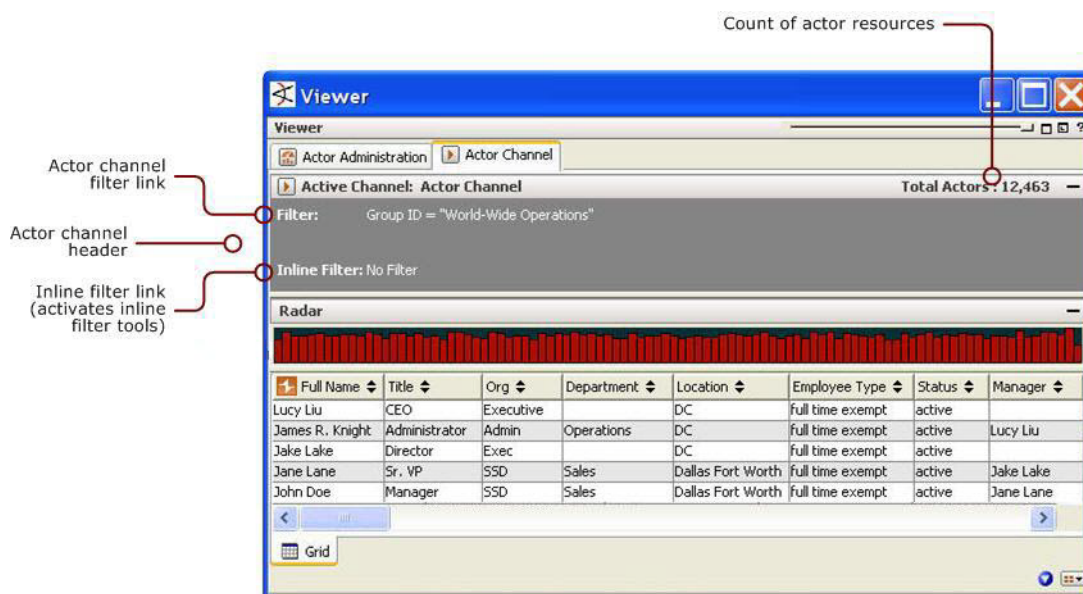 Count of actor resources
Viewer
Viewer
Actor Administration Actor Channel
Actor channel
filter link
Active Channel: Actor Channel Total Actors : 12,463
Filter: Group ID = "World-Wide Operations"
Actor channel
header
Inline Filter: No Filter
Inline filter link
(activates inline
filter tools)
Radar
Full Name Title Org Department Location Employee Type Status Manager
Lucy Liu CEO Executive DC full time exempt active
James R. Knight Administrator Admin Operations DC full time exempt active Lucy Liu
Jake Lake Director Exec DC full time exempt active
Jane Lane Sr. VP SSD Sales Dallas Fort Worth full time exempt active Jake Lake
John Doe Manager SSD Sales Dallas Fort Worth full time exempt active Jane Lane
Grid